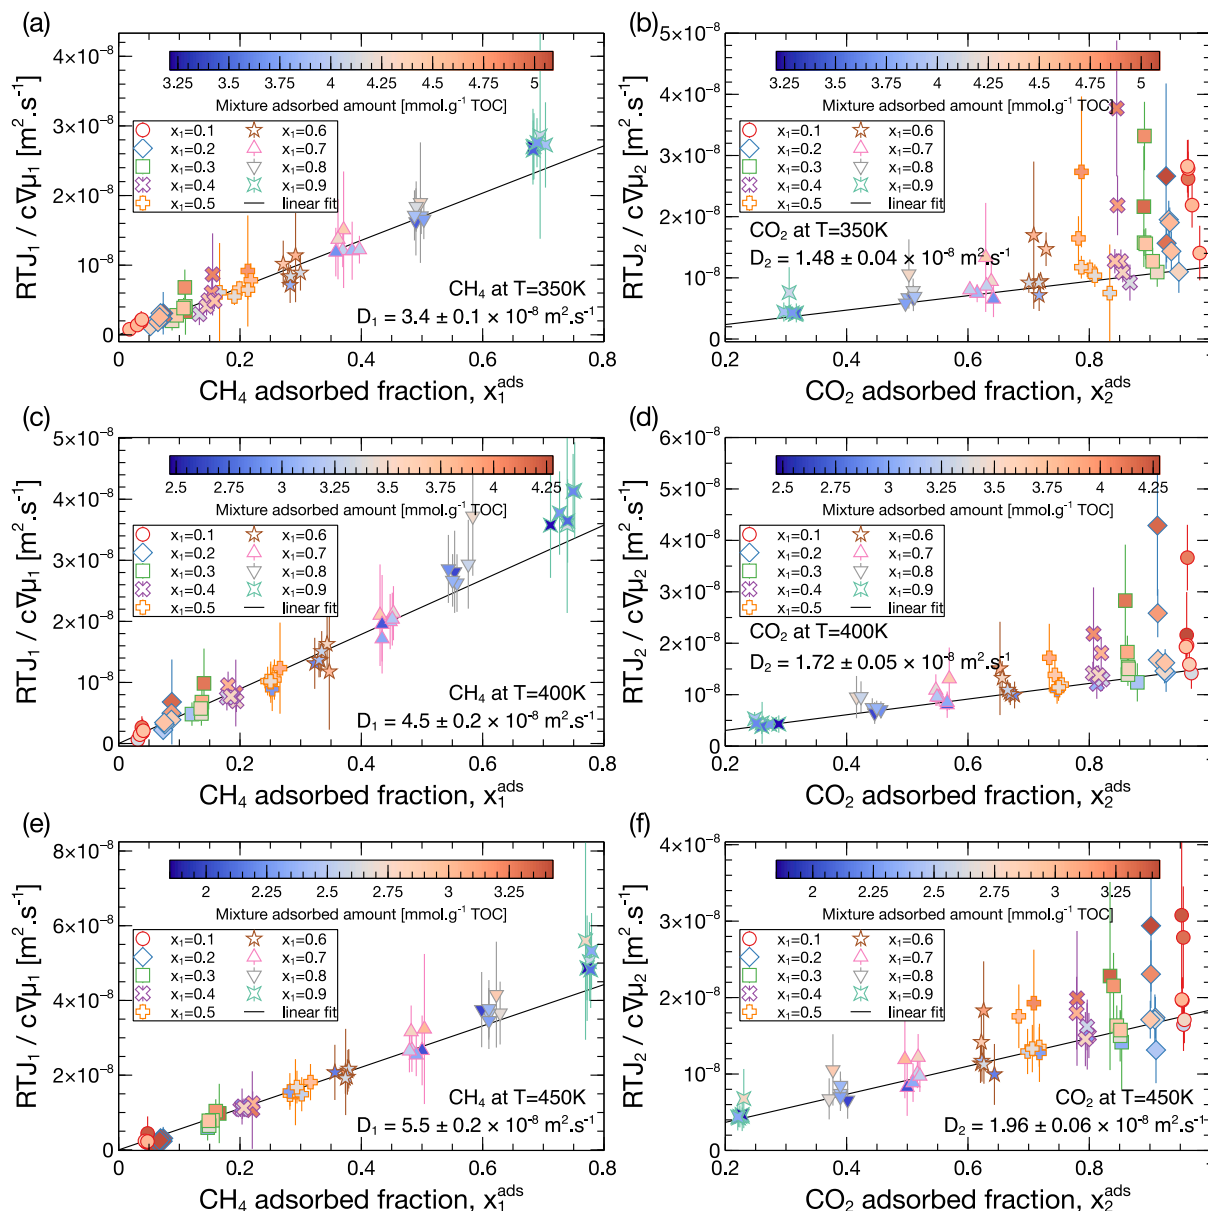 (a)
4×10⁻⁸
3×10⁻⁸
2×10⁻⁸
1×10⁻⁸
0
RTJ₁ / c∇μ₁ [m².s⁻¹]
3.25 3.5 3.75 4 4.25 4.5 4.75 5
Mixture adsorbed amount [mmol.g⁻¹ TOC]
x₁=0.1 x₁=0.6
x₁=0.2 x₁=0.7
x₁=0.3 x₁=0.8
x₁=0.4 x₁=0.9
x₁=0.5 linear fit
CH₄ at T=350K
D₁ = 3.4 ± 0.1 × 10⁻⁸ m².s⁻¹
0 0.2 0.4 0.6 0.8
CH₄ adsorbed fraction, x₁ᵃᵈˢ
(b)
5×10⁻⁸
4×10⁻⁸
3×10⁻⁸
2×10⁻⁸
1×10⁻⁸
0
RTJ₂ / c∇μ₂ [m².s⁻¹]
3.25 3.5 3.75 4 4.25 4.5 4.75 5
Mixture adsorbed amount [mmol.g⁻¹ TOC]
x₁=0.1 x₁=0.6
x₁=0.2 x₁=0.7
x₁=0.3 x₁=0.8
x₁=0.4 x₁=0.9
x₁=0.5 linear fit
CO₂ at T=350K
D₂ = 1.48 ± 0.04 × 10⁻⁸ m².s⁻¹
0.2 0.4 0.6 0.8 1
CO₂ adsorbed fraction, x₂ᵃᵈˢ
(c)
5×10⁻⁸
4×10⁻⁸
3×10⁻⁸
2×10⁻⁸
1×10⁻⁸
0
RTJ₁ / c∇μ₁ [m².s⁻¹]
2.5 2.75 3 3.25 3.5 3.75 4 4.25
Mixture adsorbed amount [mmol.g⁻¹ TOC]
x₁=0.1 x₁=0.6
x₁=0.2 x₁=0.7
x₁=0.3 x₁=0.8
x₁=0.4 x₁=0.9
x₁=0.5 linear fit
CH₄ at T=400K
D₁ = 4.5 ± 0.2 × 10⁻⁸ m².s⁻¹
0 0.2 0.4 0.6 0.8
CH₄ adsorbed fraction, x₁ᵃᵈˢ
(d)
6×10⁻⁸
5×10⁻⁸
4×10⁻⁸
3×10⁻⁸
2×10⁻⁸
1×10⁻⁸
0
RTJ₂ / c∇μ₂ [m².s⁻¹]
2.5 2.75 3 3.25 3.5 3.75 4 4.25
Mixture adsorbed amount [mmol.g⁻¹ TOC]
x₁=0.1 x₁=0.6
x₁=0.2 x₁=0.7
x₁=0.3 x₁=0.8
x₁=0.4 x₁=0.9
x₁=0.5 linear fit
CO₂ at T=400K
D₂ = 1.72 ± 0.05 × 10⁻⁸ m².s⁻¹
0.2 0.4 0.6 0.8 1
CO₂ adsorbed fraction, x₂ᵃᵈˢ
(e)
8×10⁻⁸
6×10⁻⁸
4×10⁻⁸
2×10⁻⁸
0
RTJ₁ / c∇μ₁ [m².s⁻¹]
2 2.25 2.5 2.75 3 3.25
Mixture adsorbed amount [mmol.g⁻¹ TOC]
x₁=0.1 x₁=0.6
x₁=0.2 x₁=0.7
x₁=0.3 x₁=0.8
x₁=0.4 x₁=0.9
x₁=0.5 linear fit
CH₄ at T=450K
D₁ = 5.5 ± 0.2 × 10⁻⁸ m².s⁻¹
0 0.2 0.4 0.6 0.8
CH₄ adsorbed fraction, x₁ᵃᵈˢ
(f)
4×10⁻⁸
3×10⁻⁸
2×10⁻⁸
1×10⁻⁸
0
RTJ₂ / c∇μ₂ [m².s⁻¹]
2 2.25 2.5 2.75 3 3.25
Mixture adsorbed amount [mmol.g⁻¹ TOC]
x₁=0.1 x₁=0.6
x₁=0.2 x₁=0.7
x₁=0.3 x₁=0.8
x₁=0.4 x₁=0.9
x₁=0.5 linear fit
CO₂ at T=450K
D₂ = 1.96 ± 0.06 × 10⁻⁸ m².s⁻¹
0.2 0.4 0.6 0.8 1
CO₂ adsorbed fraction, x₂ᵃᵈˢ